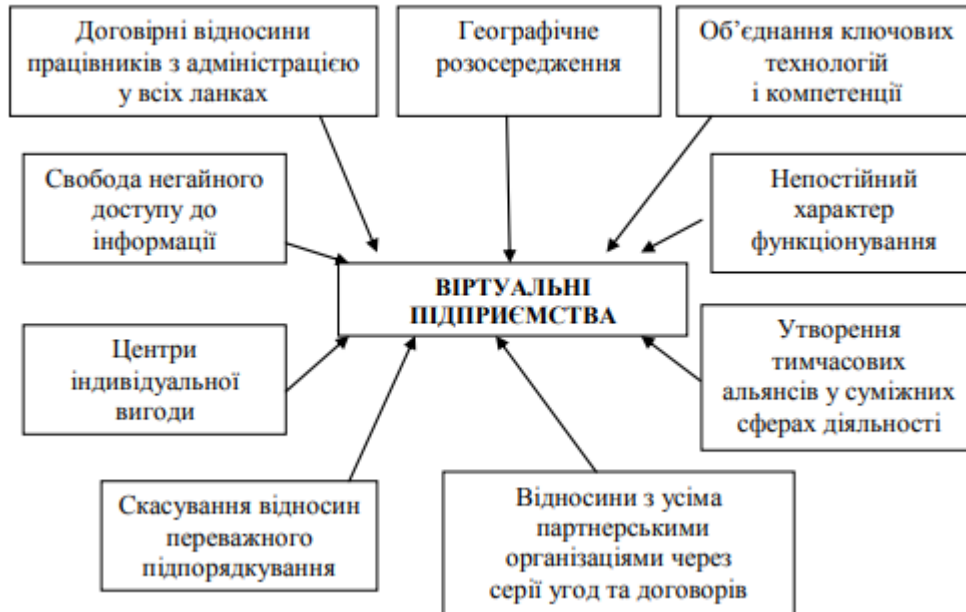 Договірні відносини
працівників з адміністрацією
у всіх ланках
Географічне
розосередження
Об’єднання ключових
технологій
і компетенції
Свобода негайного
доступу до
інформації
Непостійний
характер
функціонування
ВІРТУАЛЬНІ
ПІДПРИЄМСТВА
Центри
індивідуальної
вигоди
Утворення
тимчасових
альянсів у суміжних
сферах діяльності
Скасування відносин
переважного
підпорядкування
Відносини з усіма
партнерськими
організаціями через
серії угод та договорів